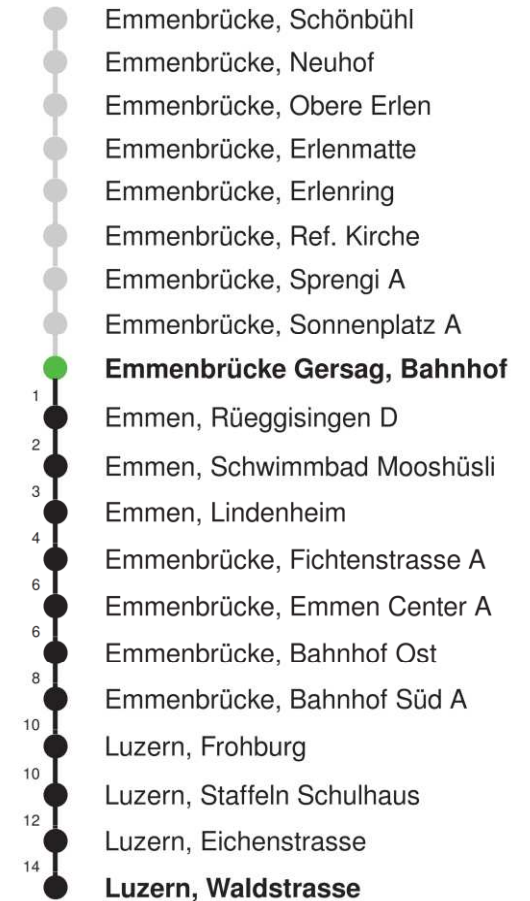 Emmenbrücke, Schönbühl
Emmenbrücke, Neuhof
Emmenbrücke, Obere Erlen
Emmenbrücke, Erlenmatte
Emmenbrücke, Erlenring
Emmenbrücke, Ref. Kirche
Emmenbrücke, Sprengi A
Emmenbrücke, Sonnenplatz A
Emmenbrücke Gersag, Bahnhof
1
Emmen, Rüeggisingen D
2
Emmen, Schwimmbad Mooshüsli
3
Emmen, Lindenheim
4
Emmenbrücke, Fichtenstrasse A
6
Emmenbrücke, Emmen Center A
6
Emmenbrücke, Bahnhof Ost
8
Emmenbrücke, Bahnhof Süd A
10
Luzern, Frohburg
10
Luzern, Staffeln Schulhaus
12
Luzern, Eichenstrasse
14
Luzern, Waldstrasse